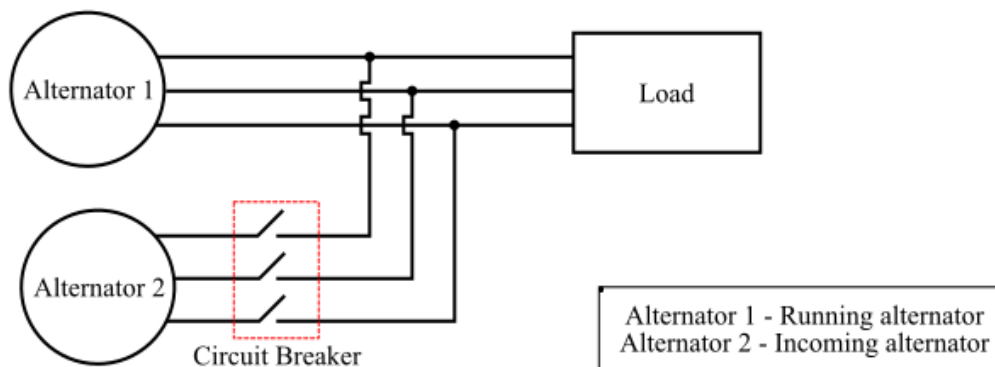 Alternator 1
Load
Alternator 2
Circuit Breaker
Alternator 1 - Running alternator
Alternator 2 - Incoming alternator